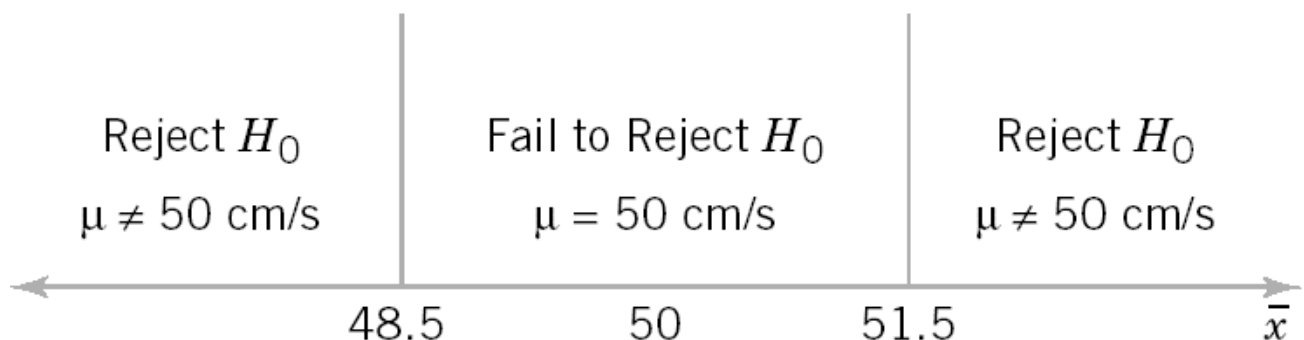 Reject H₀ Fail to Reject H₀ Reject H₀
μ ≠ 50 cm/s μ = 50 cm/s μ ≠ 50 cm/s
48.5 50 51.5 x̄